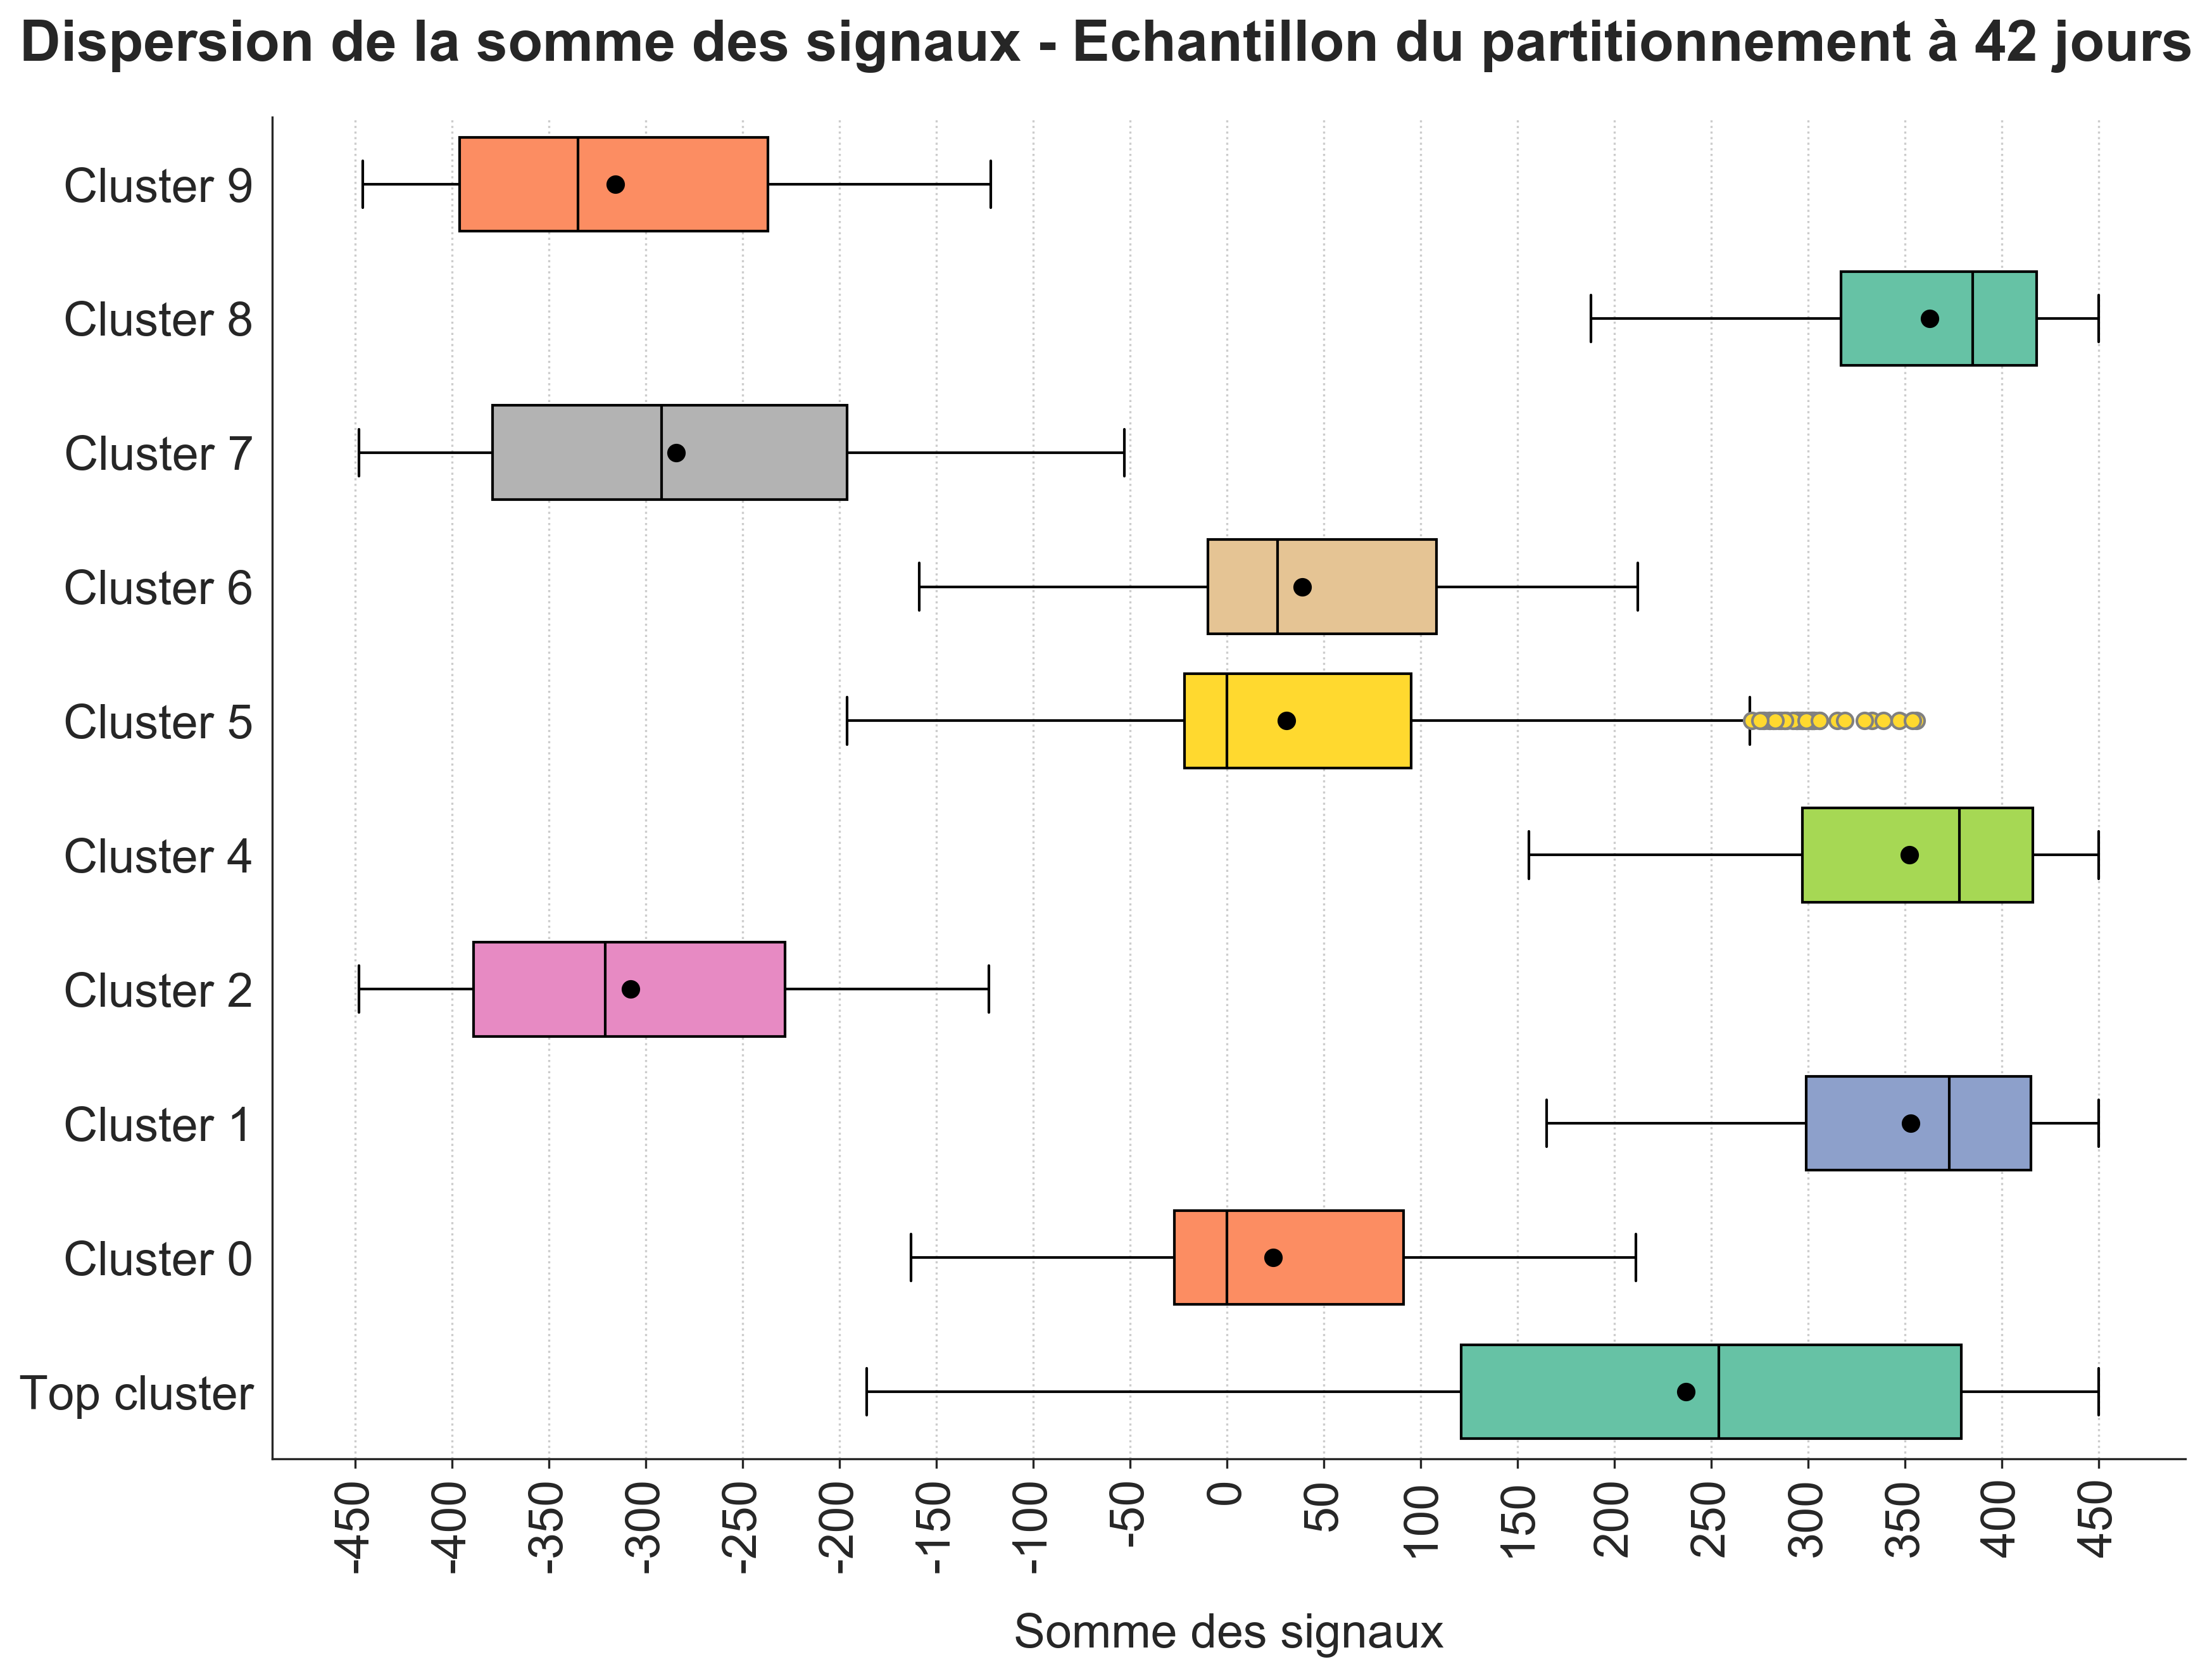 Dispersion de la somme des signaux - Echantillon du partitionnement à 42 jours
Cluster 9
Cluster 8
Cluster 7
Cluster 6
Cluster 5
Cluster 4
Cluster 2
Cluster 1
Cluster 0
Top cluster
-450
-400
-350
-300
-250
-200
-150
-100
-50
0
50
100
150
200
250
300
350
400
450
Somme des signaux